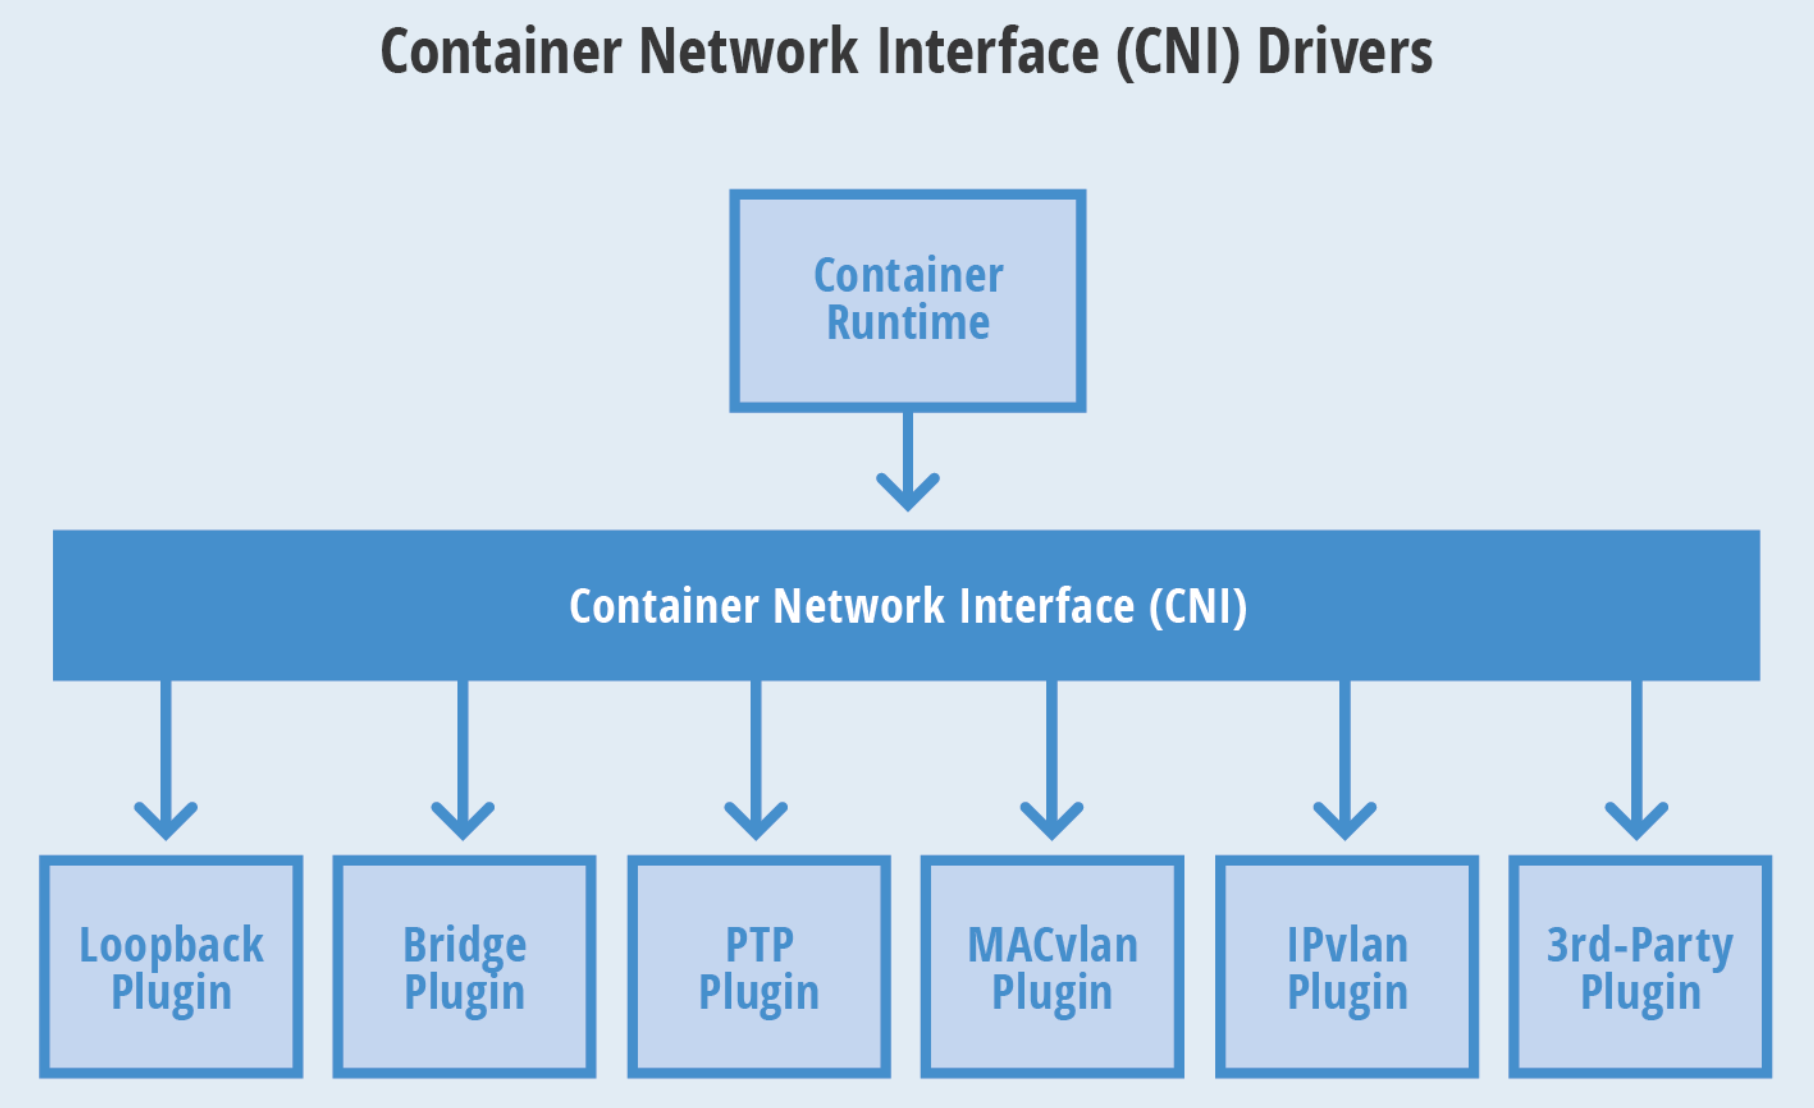 Container Network Interface (CNI) Drivers
Container
Runtime
Container Network Interface (CNI)
Loopback
Plugin
Bridge
Plugin
PTP
Plugin
MACvlan
Plugin
IPvlan
Plugin
3rd-Party
Plugin